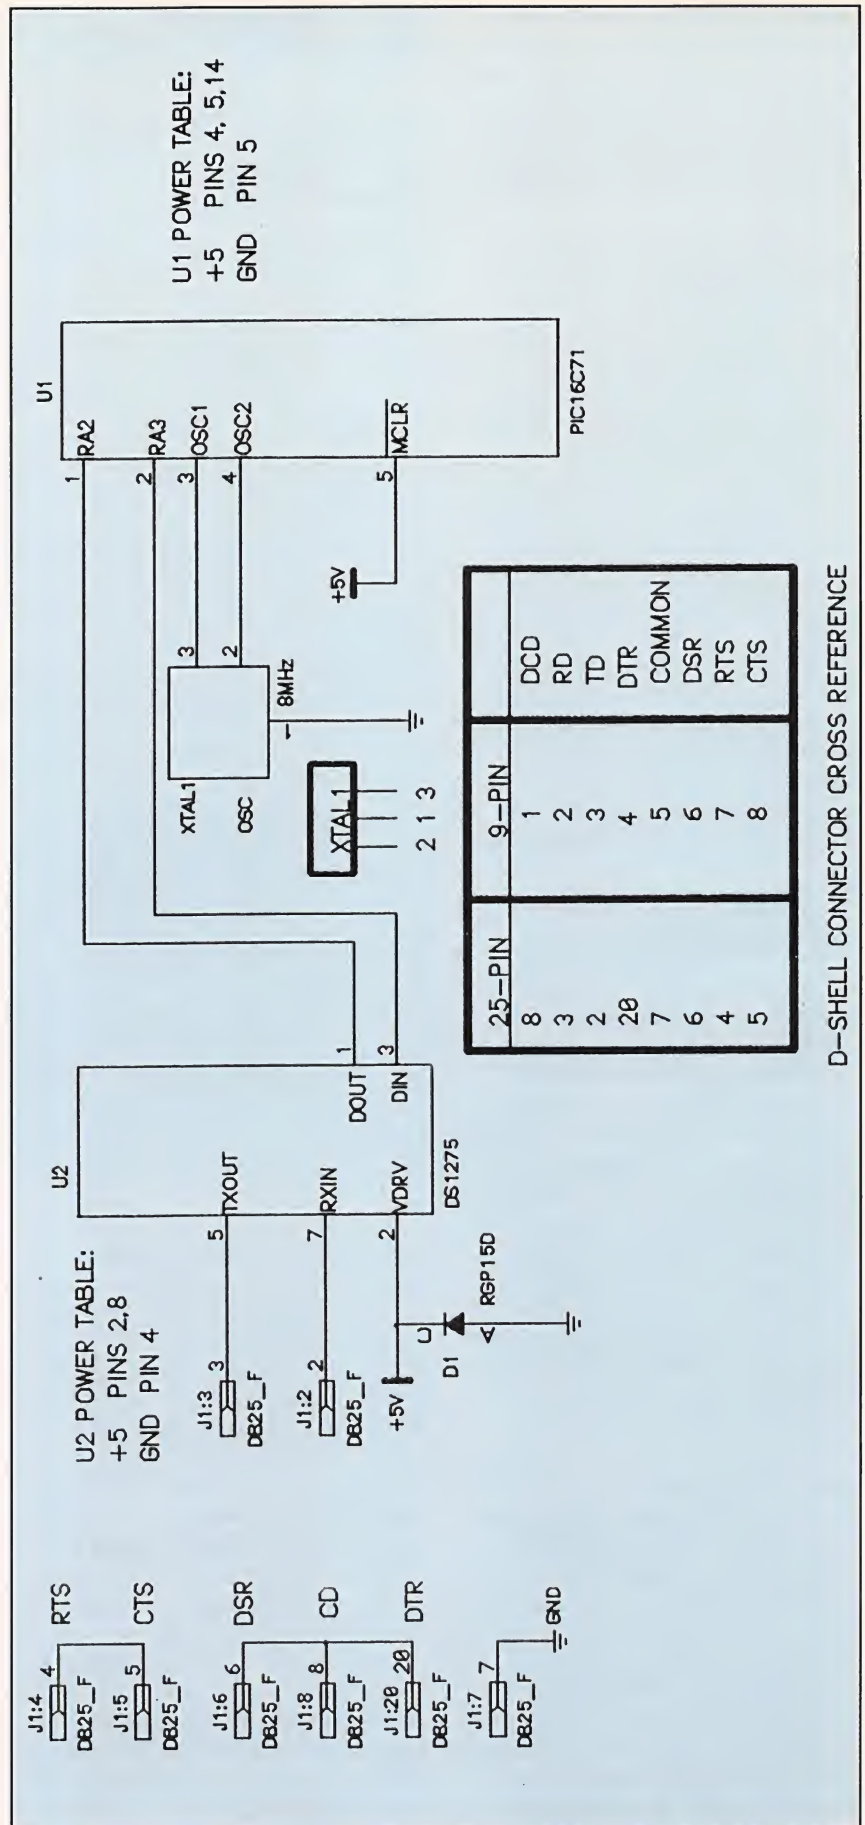 J1:4
4
DB25_F
RTS
J1:5
5
DB25_F
CTS
J1:6
6
DB25_F
DSR
J1:8
8
DB25_F
CD
J1:20
20
DB25_F
DTR
J1:7
7
DB25_F
GND
U2 POWER TABLE:
+5 PINS 2,8
GND PIN 4
J1:3
3
DB25_F
J1:2
2
DB25_F
+5V
C
D1
A
RGP15D
U2
5
TXOUT
7
RXIN
2
VDRV
DOUT
1
DIN
3
DS1275
XTAL1
OSC
3
2
8MHz
1
XTAL1
2 1 3
+5V
U1
1
RA2
2
RA3
3
OSC1
4
OSC2
5
MCLR
PIC16C71
U1 POWER TABLE:
+5 PINS 4, 5,14
GND PIN 5
25-PIN 9-PIN
8 1 DCD
3 2 RD
2 3 TD
20 4 DTR
7 5 COMMON
6 6 DSR
4 7 RTS
5 8 CTS
D-SHELL CONNECTOR CROSS REFERENCE